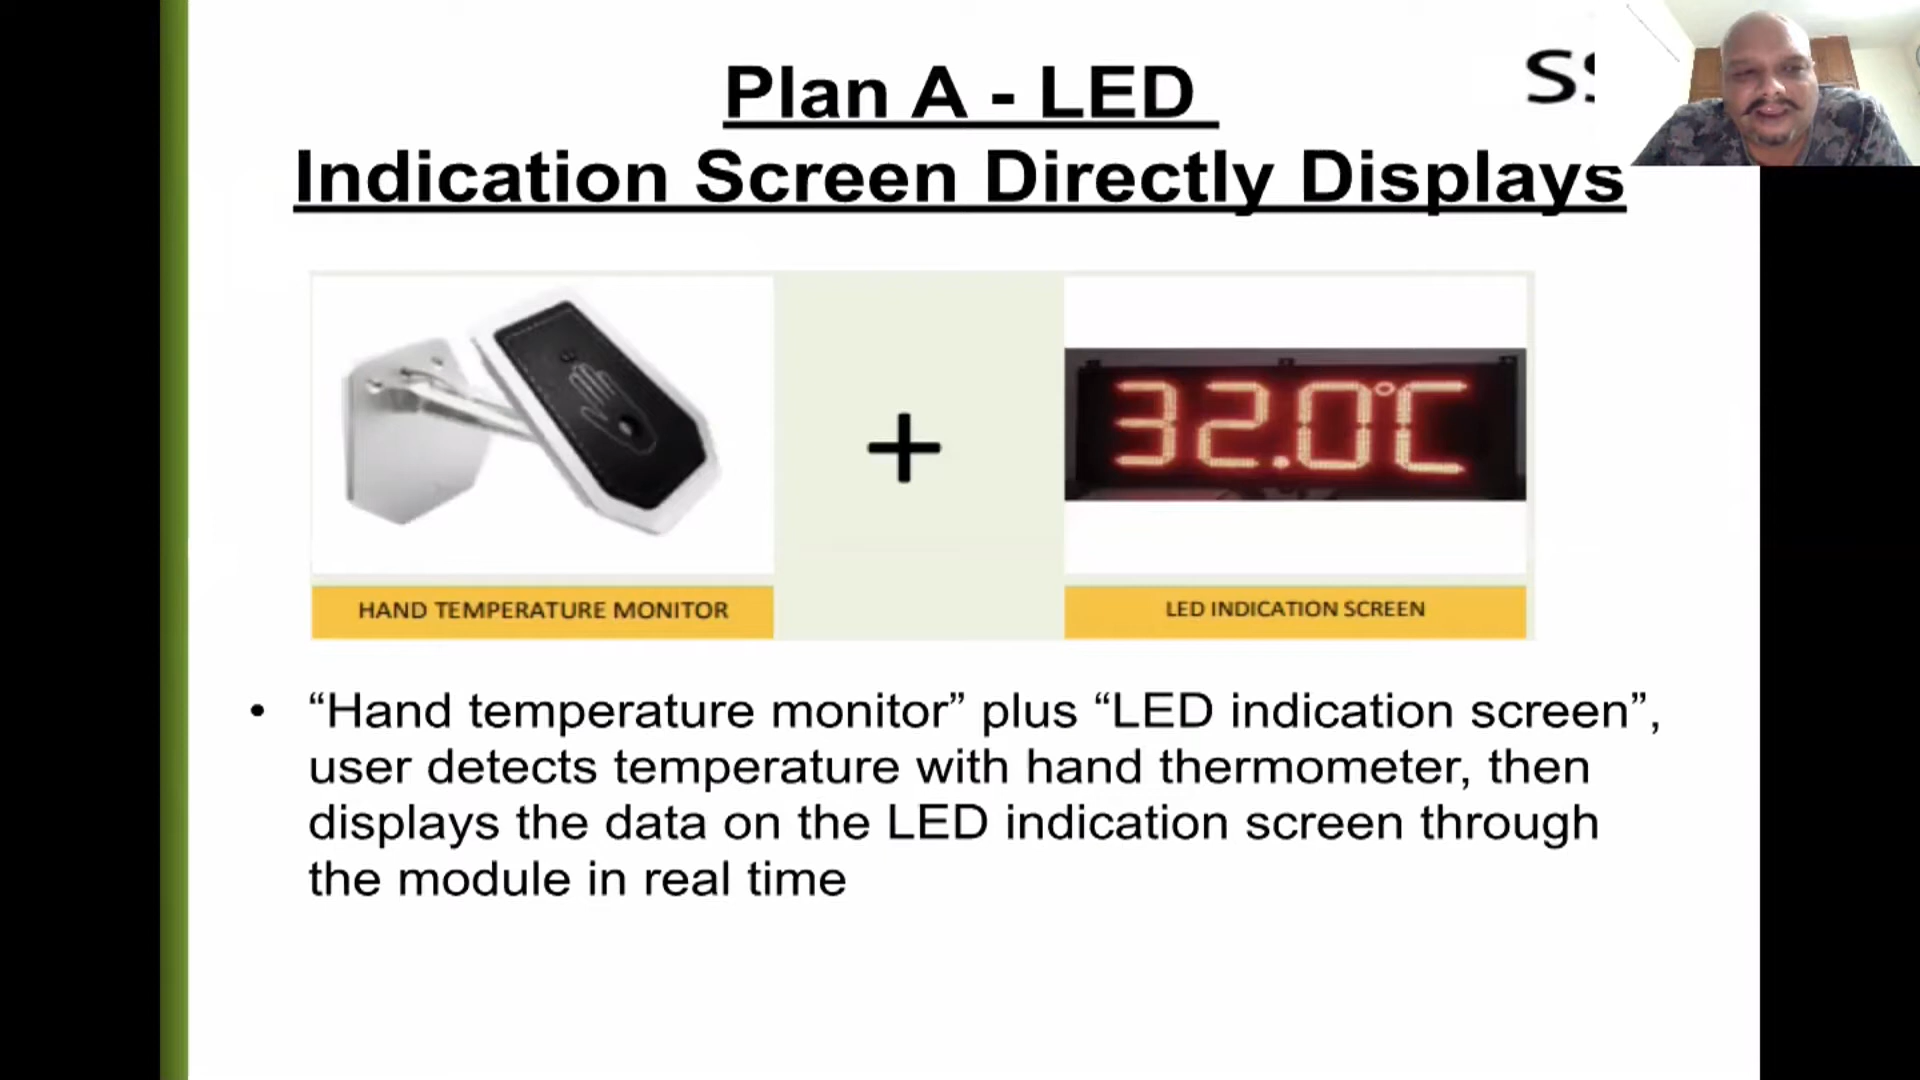 Plan A - LED
Indication Screen Directly Displays
32.0°C
HAND TEMPERATURE MONITOR
LED INDICATION SCREEN
• “Hand temperature monitor” plus “LED indication screen”,
user detects temperature with hand thermometer, then
displays the data on the LED indication screen through
the module in real time